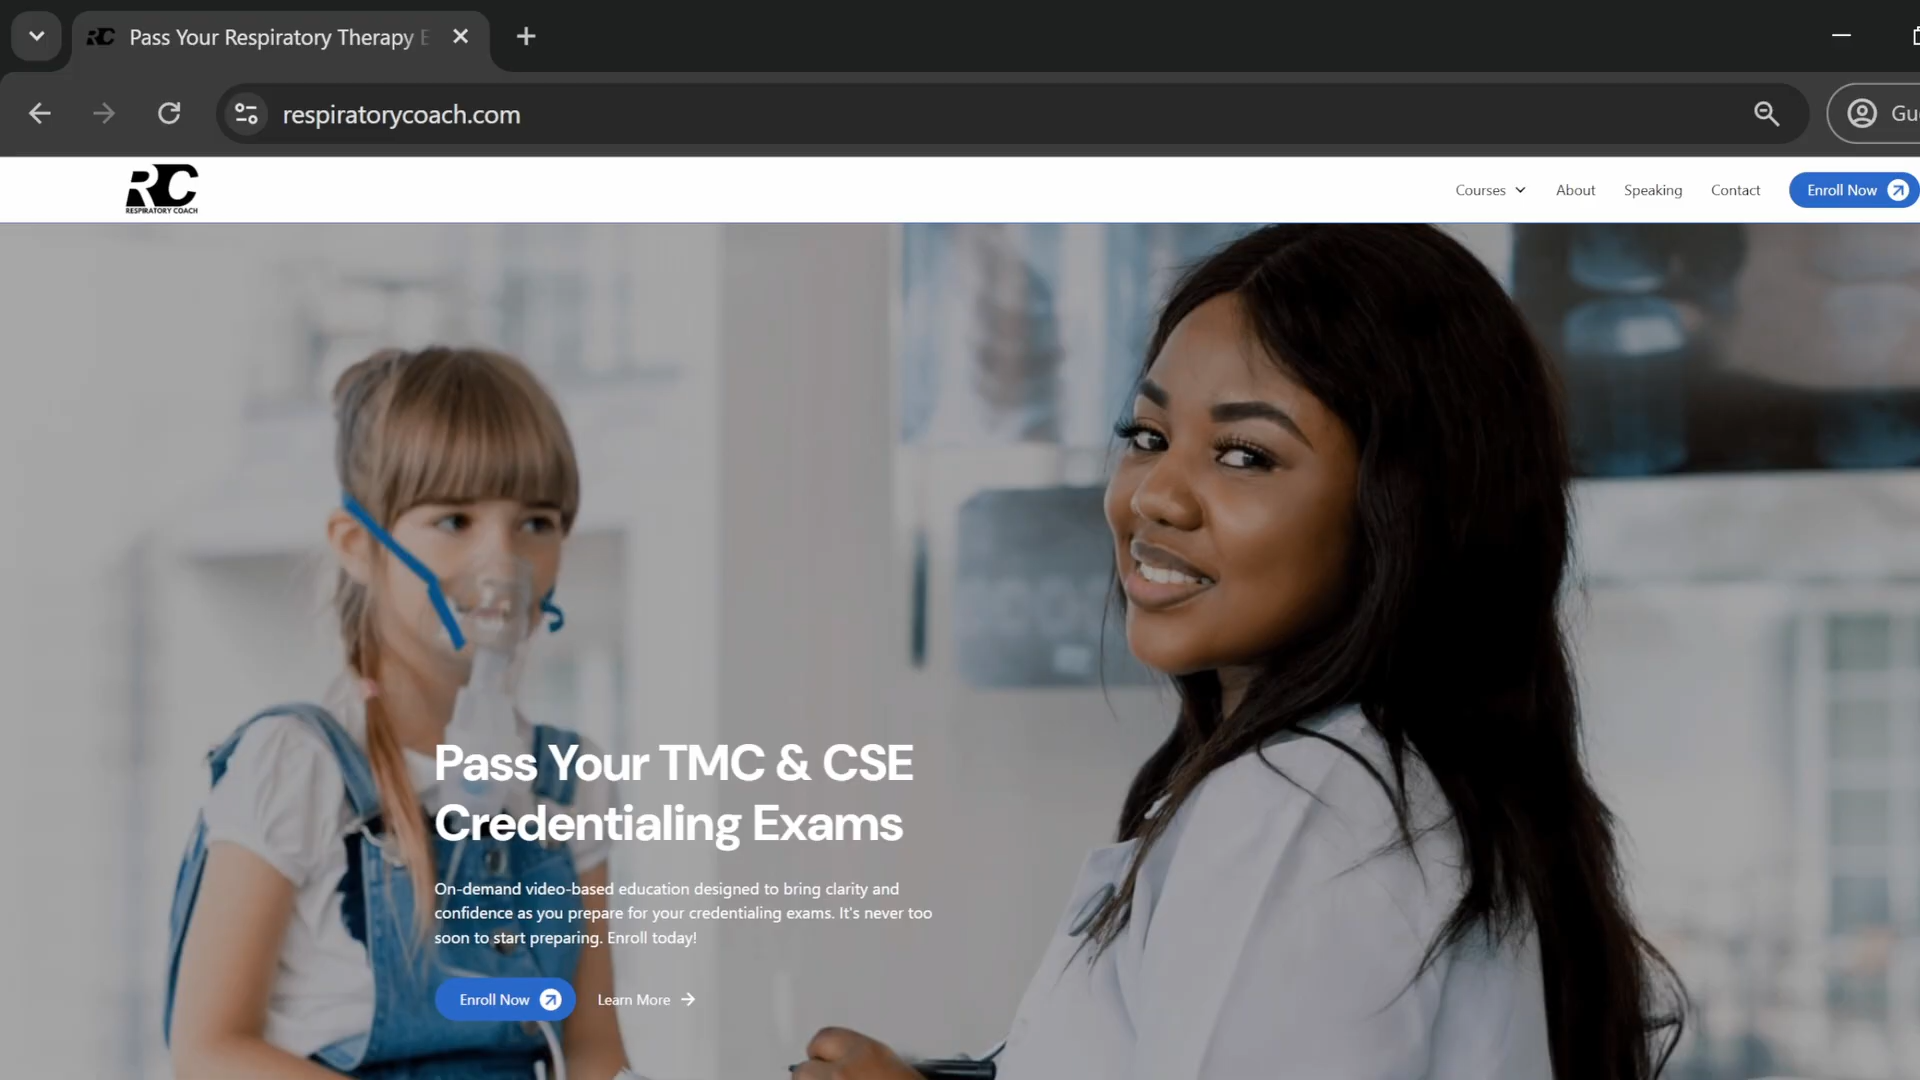 Pass Your Respiratory Therapy
respiratorycoach.com
RC
RESPIRATORY COACH
Courses
About
Speaking
Contact
Enroll Now
Pass Your TMC & CSE
Credentialing Exams
On-demand video-based education designed to bring clarity and
confidence as you prepare for your credentialing exams. It's never too
soon to start preparing. Enroll today!
Enroll Now
Learn More